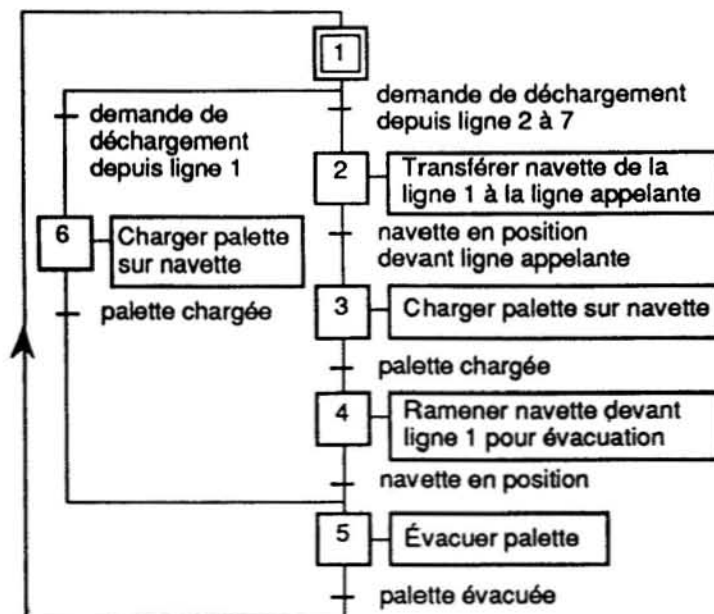 1
demande de
déchargement
depuis ligne 1
demande de déchargement
depuis ligne 2 à 7
2
Transférer navette de la
ligne 1 à la ligne appelante
6
Charger palette
sur navette
navette en position
devant ligne appelante
palette chargée
3
Charger palette sur navette
palette chargée
4
Ramener navette devant
ligne 1 pour évacuation
navette en position
5
Évacuer palette
palette évacuée